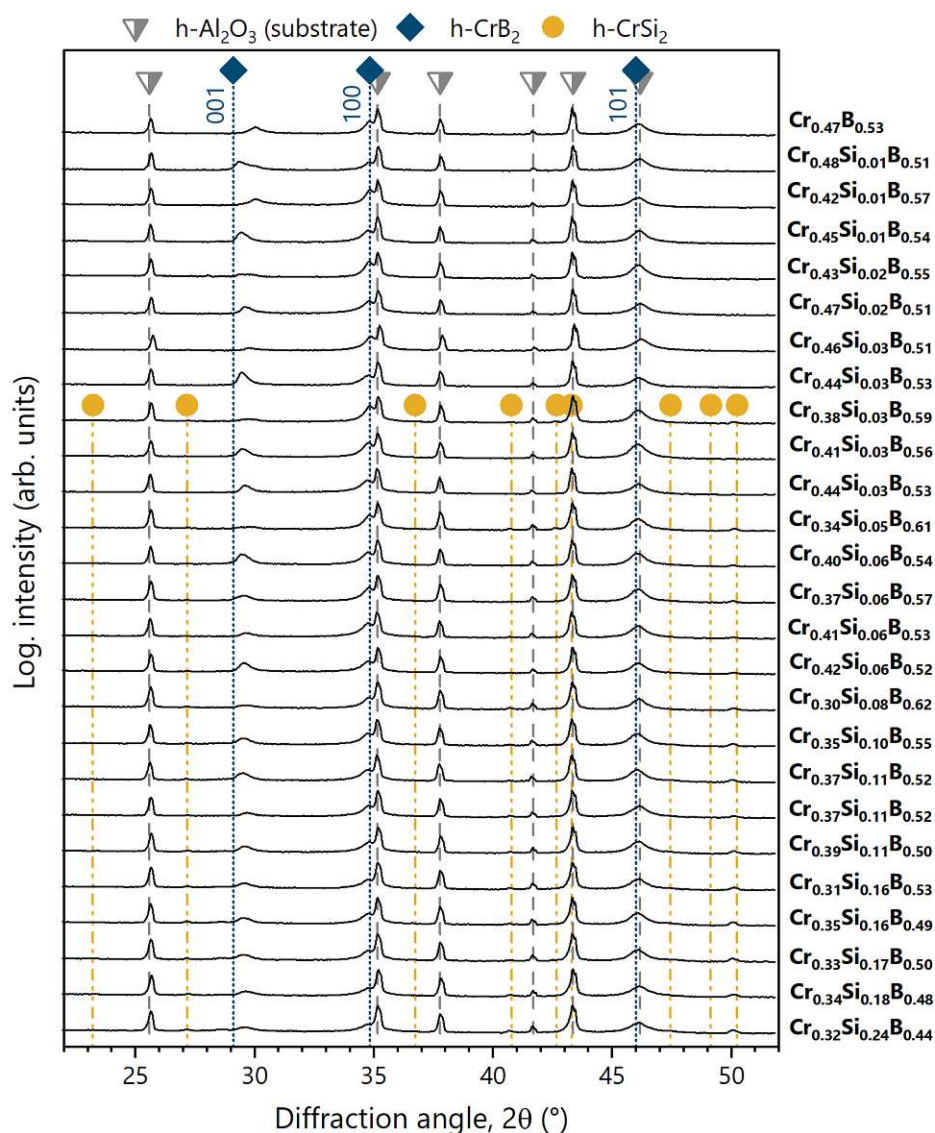 h-Al₂O₃ (substrate) h-CrB₂ h-CrSi₂
001
100
101
Cr₀.₄₇B₀.₅₃
Cr₀.₄₈Si₀.₀₁B₀.₅₁
Cr₀.₄₂Si₀.₀₁B₀.₅₇
Cr₀.₄₅Si₀.₀₁B₀.₅₄
Cr₀.₄₃Si₀.₀₂B₀.₅₅
Cr₀.₄₇Si₀.₀₂B₀.₅₁
Cr₀.₄₆Si₀.₀₃B₀.₅₁
Cr₀.₄₄Si₀.₀₃B₀.₅₃
Cr₀.₃₈Si₀.₀₃B₀.₅₉
Cr₀.₄₁Si₀.₀₃B₀.₅₆
Cr₀.₄₄Si₀.₀₃B₀.₅₃
Cr₀.₃₄Si₀.₀₅B₀.₆₁
Cr₀.₄₀Si₀.₀₆B₀.₅₄
Cr₀.₃₇Si₀.₀₆B₀.₅₇
Cr₀.₄₁Si₀.₀₆B₀.₅₃
Cr₀.₄₂Si₀.₀₆B₀.₅₂
Cr₀.₃₀Si₀.₀₈B₀.₆₂
Cr₀.₃₅Si₀.₁₀B₀.₅₅
Cr₀.₃₇Si₀.₁₁B₀.₅₂
Cr₀.₃₇Si₀.₁₁B₀.₅₂
Cr₀.₃₉Si₀.₁₁B₀.₅₀
Cr₀.₃₁Si₀.₁₆B₀.₅₃
Cr₀.₃₅Si₀.₁₆B₀.₄₉
Cr₀.₃₃Si₀.₁₇B₀.₅₀
Cr₀.₃₄Si₀.₁₈B₀.₄₈
Cr₀.₃₂Si₀.₂₄B₀.₄₄
Log. intensity (arb. units)
25 30 35 40 45 50
Diffraction angle, 2θ (°)